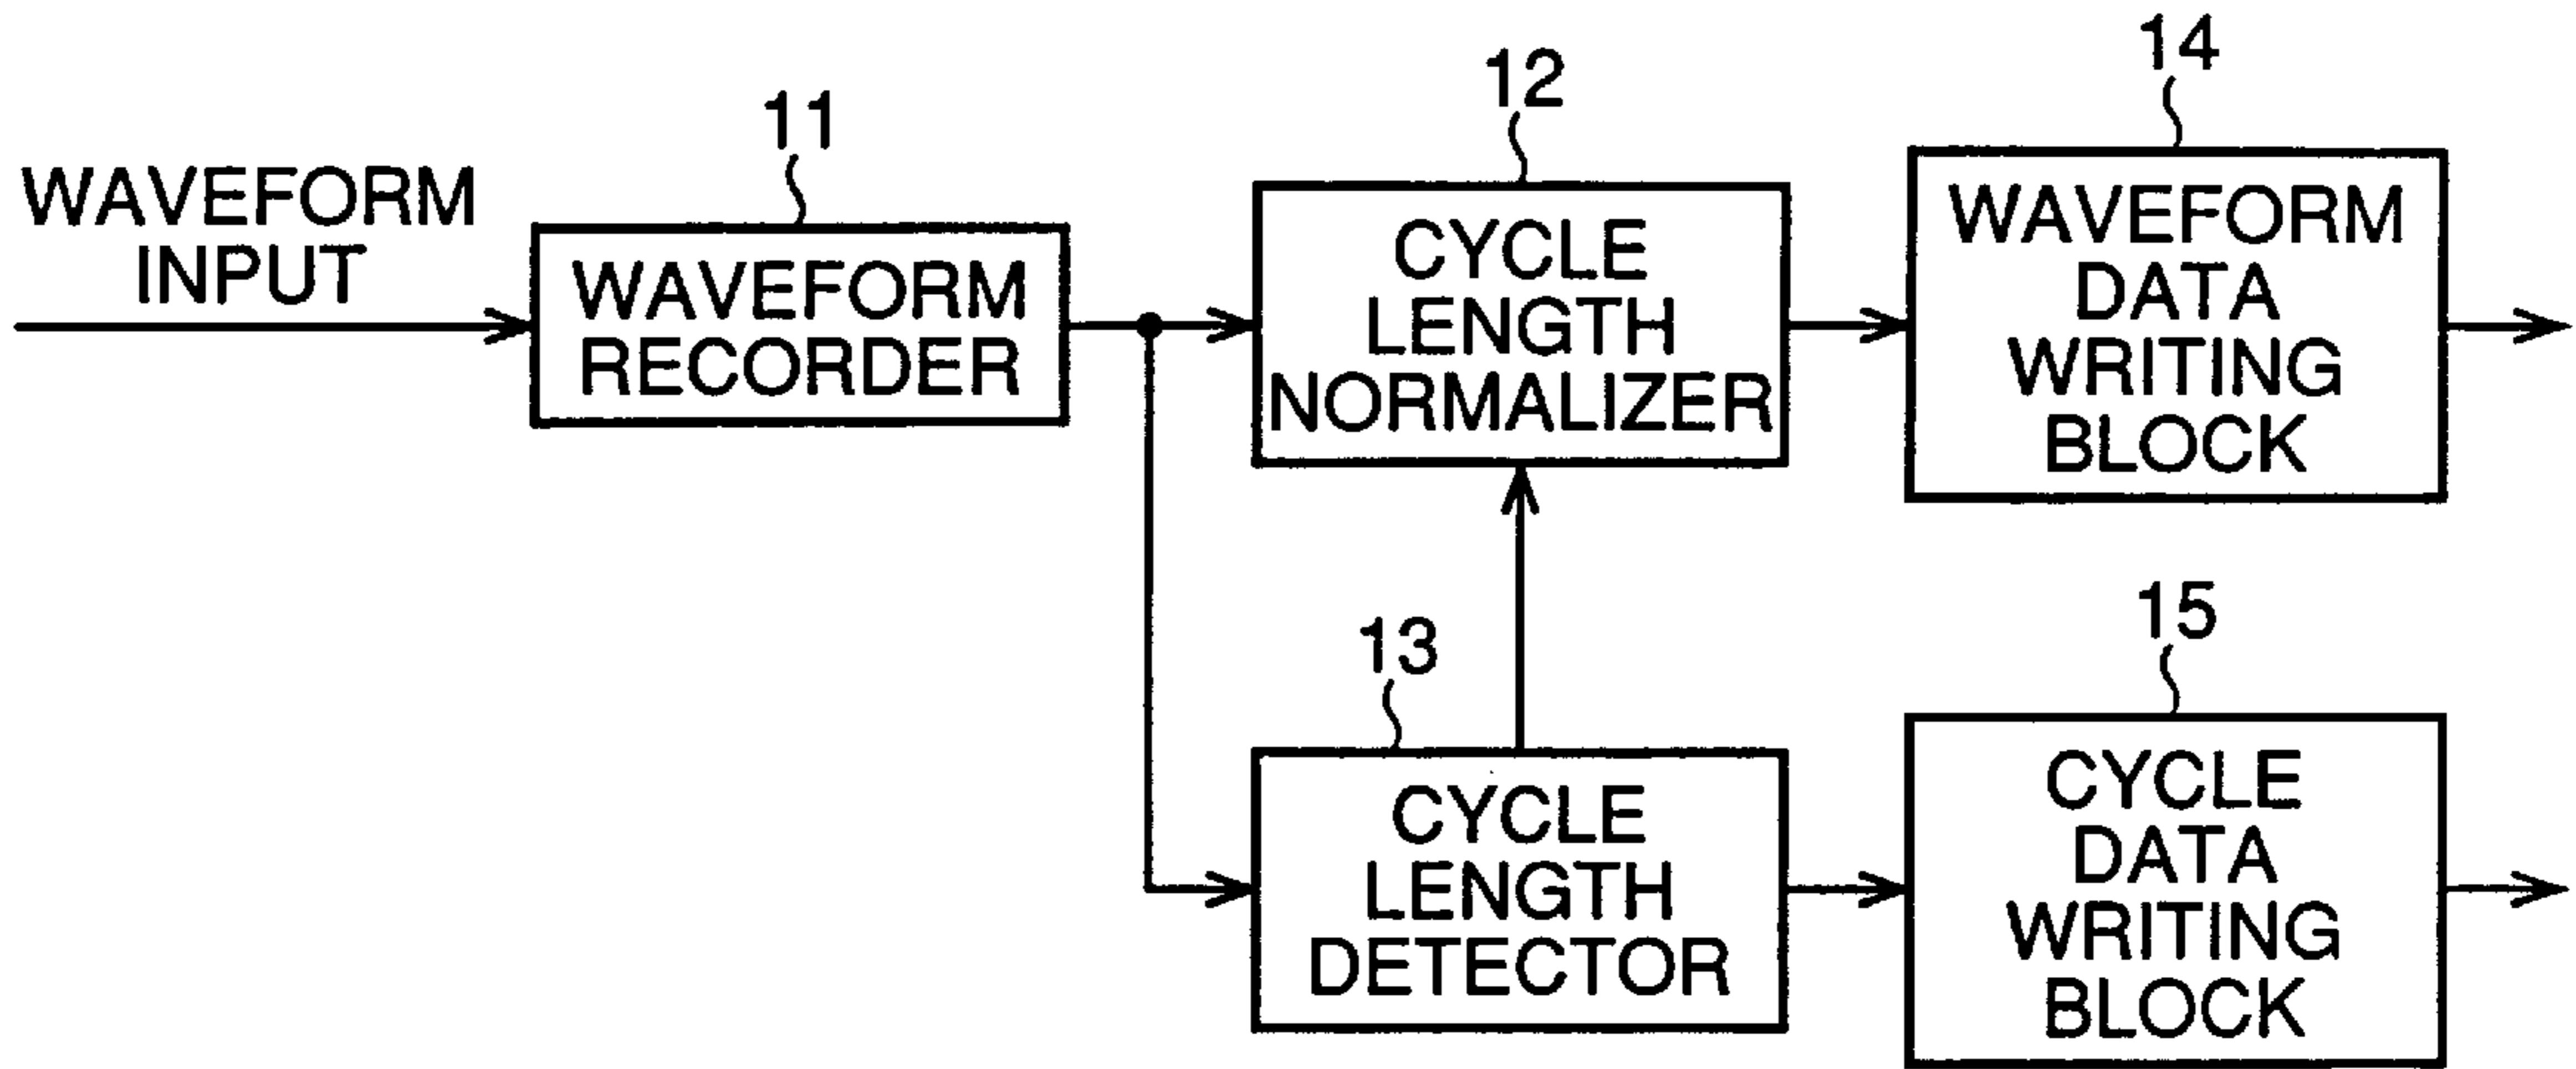 WAVEFORM
INPUT
11
WAVEFORM
RECORDER
12
CYCLE
LENGTH
NORMALIZER
14
WAVEFORM
DATA
WRITING
BLOCK
13
CYCLE
LENGTH
DETECTOR
15
CYCLE
DATA
WRITING
BLOCK